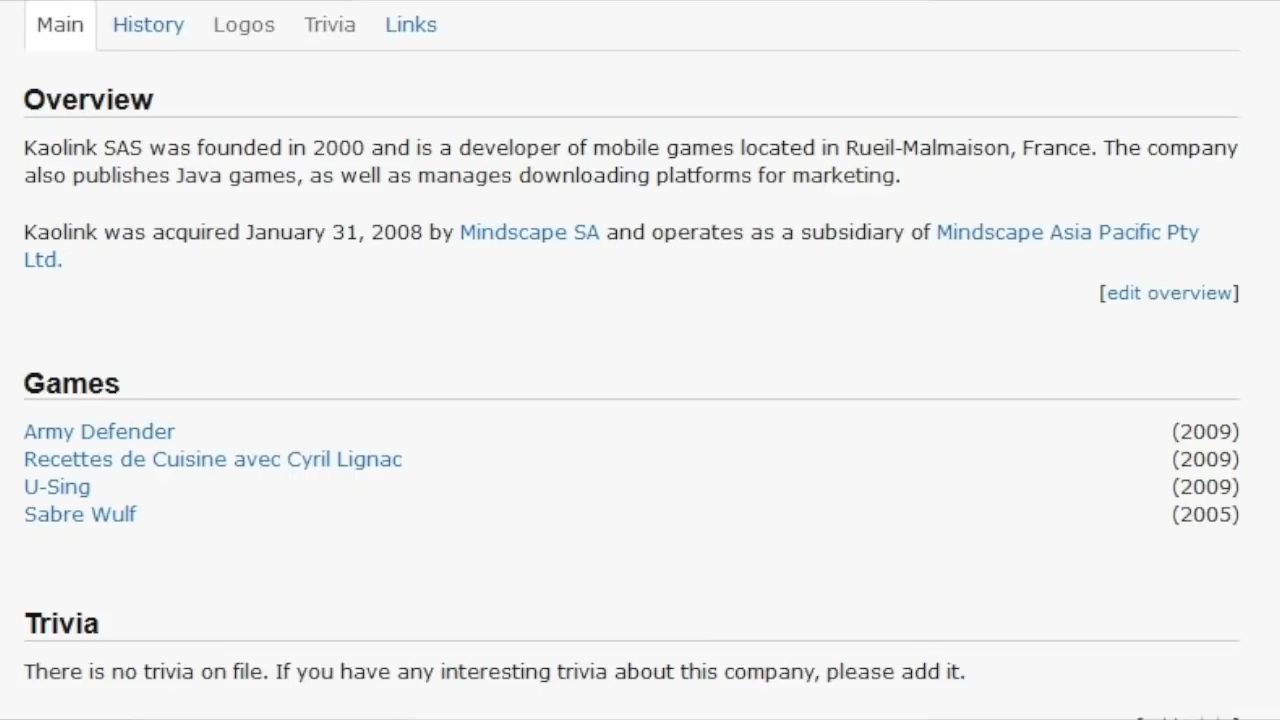 Main History Logos Trivia Links
Overview
Kaolink SAS was founded in 2000 and is a developer of mobile games located in Rueil-Malmaison, France. The company
also publishes Java games, as well as manages downloading platforms for marketing.
Kaolink was acquired January 31, 2008 by Mindscape SA and operates as a subsidiary of Mindscape Asia Pacific Pty
Ltd.
[edit overview]
Games
Army Defender (2009)
Recettes de Cuisine avec Cyril Lignac (2009)
U-Sing (2009)
Sabre Wulf (2005)
Trivia
There is no trivia on file. If you have any interesting trivia about this company, please add it.